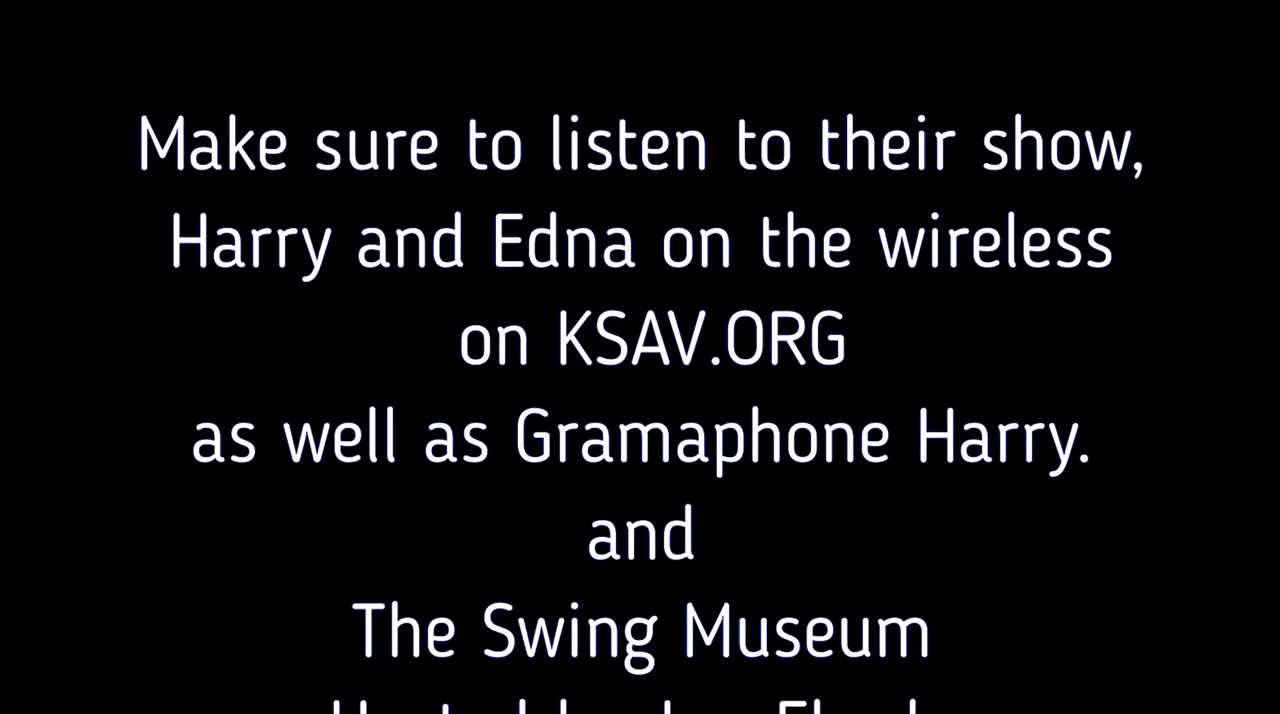 Make sure to listen to their show,
Harry and Edna on the wireless
on KSAV.ORG
as well as Gramaphone Harry.
and
The Swing Museum